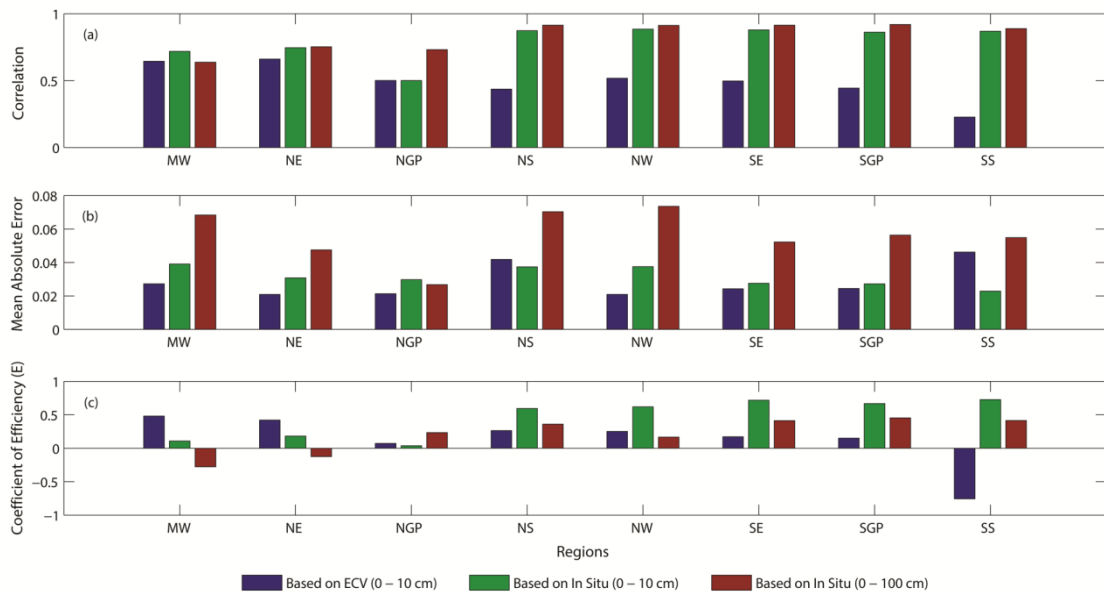 1
(a)
0.5
0
Correlation
MW NE NGP NS NW SE SGP SS
0.08
(b)
0.06
0.04
0.02
0
Mean Absolute Error
MW NE NGP NS NW SE SGP SS
1
(c)
0.5
0
−0.5
−1
Coefficient of Efficiency (E)
MW NE NGP NS NW SE SGP SS
Regions
Based on ECV (0 − 10 cm) Based on In Situ (0 − 10 cm) Based on In Situ (0 − 100 cm)